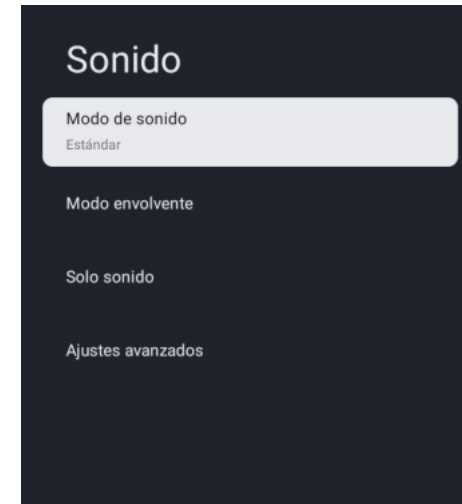 Sonido
Modo de sonido
Estándar
Modo envolvente
Solo sonido
Ajustes avanzados